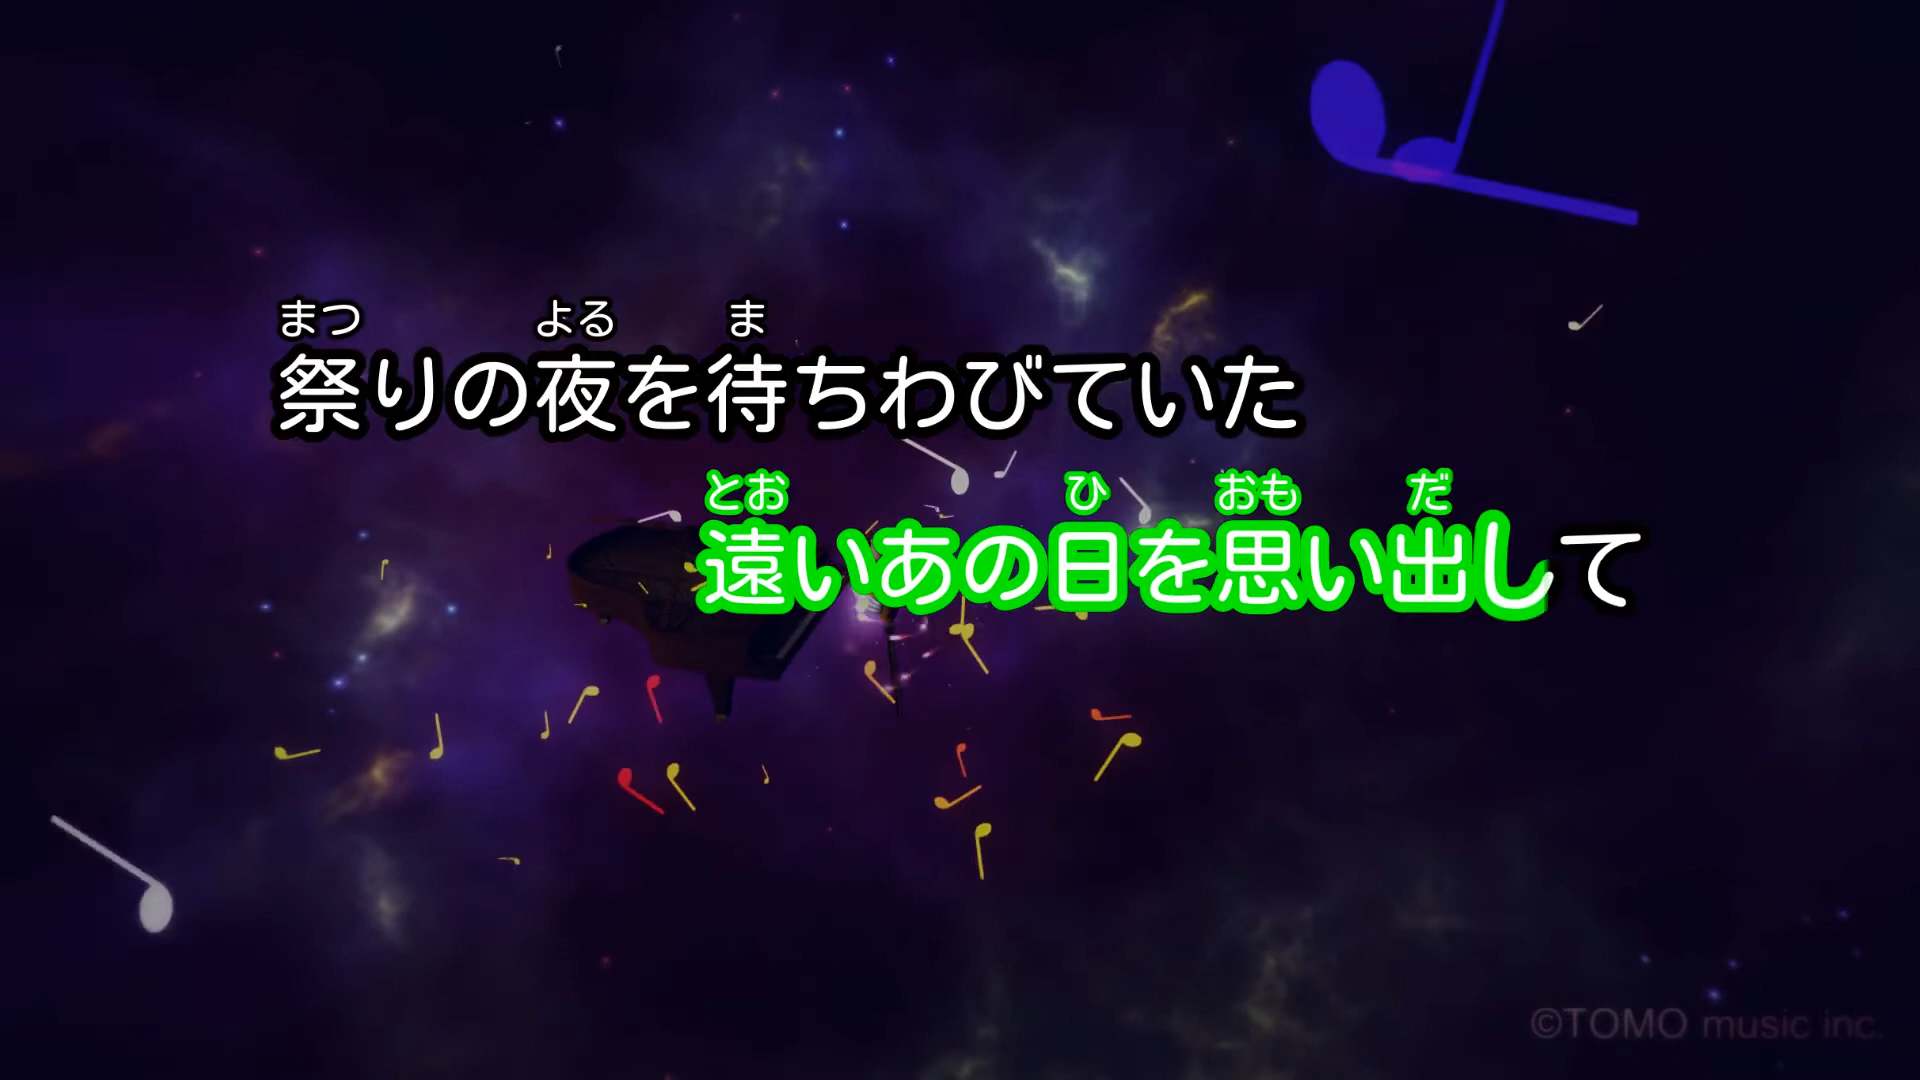 まつ よる ま
祭りの夜を待ちわびていた
とお ひ おも だ
遠いあの日を思い出して
©TOMO music inc.